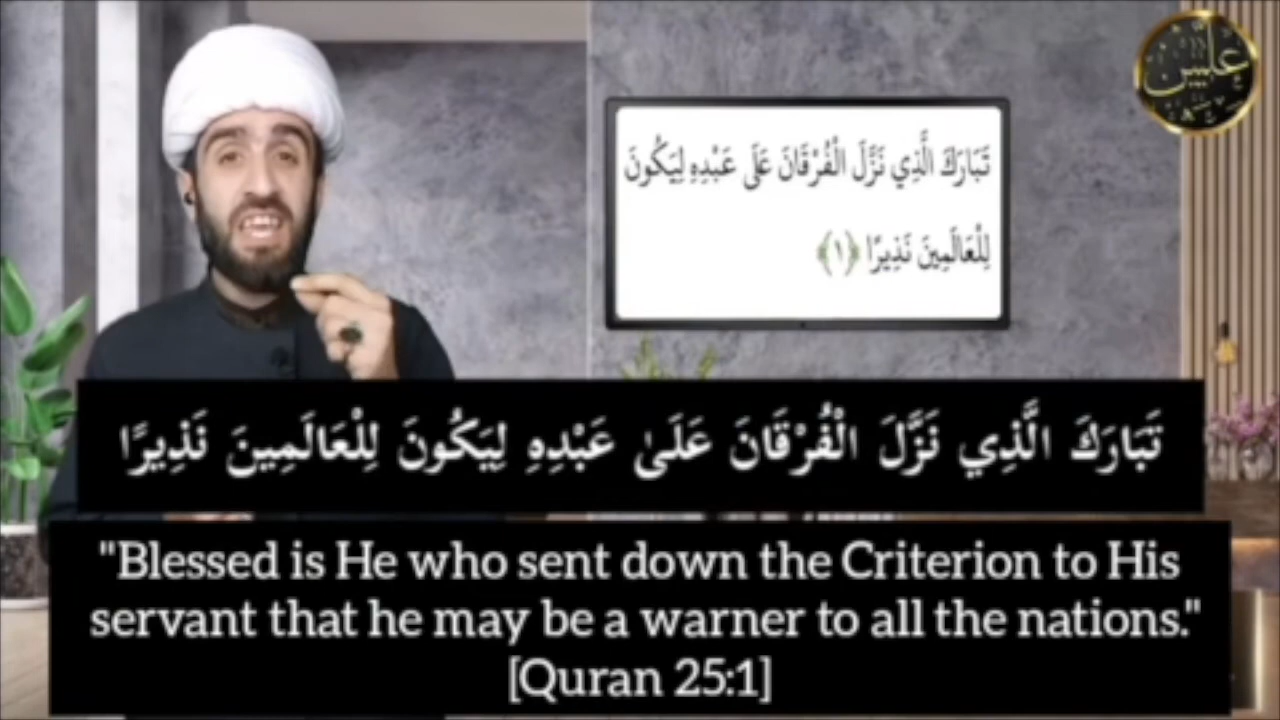 عليين
تَبَارَكَ الَّذِي نَزَّلَ الْفُرْقَانَ عَلَى عَبْدِهِ لِيَكُونَ
لِلْعَالَمِينَ نَذِيرًا ﴿١﴾
تَبَارَكَ الَّذِي نَزَّلَ الْفُرْقَانَ عَلَىٰ عَبْدِهِ لِيَكُونَ لِلْعَالَمِينَ نَذِيرًا
"Blessed is He who sent down the Criterion to His
servant that he may be a warner to all the nations."
[Quran 25:1]